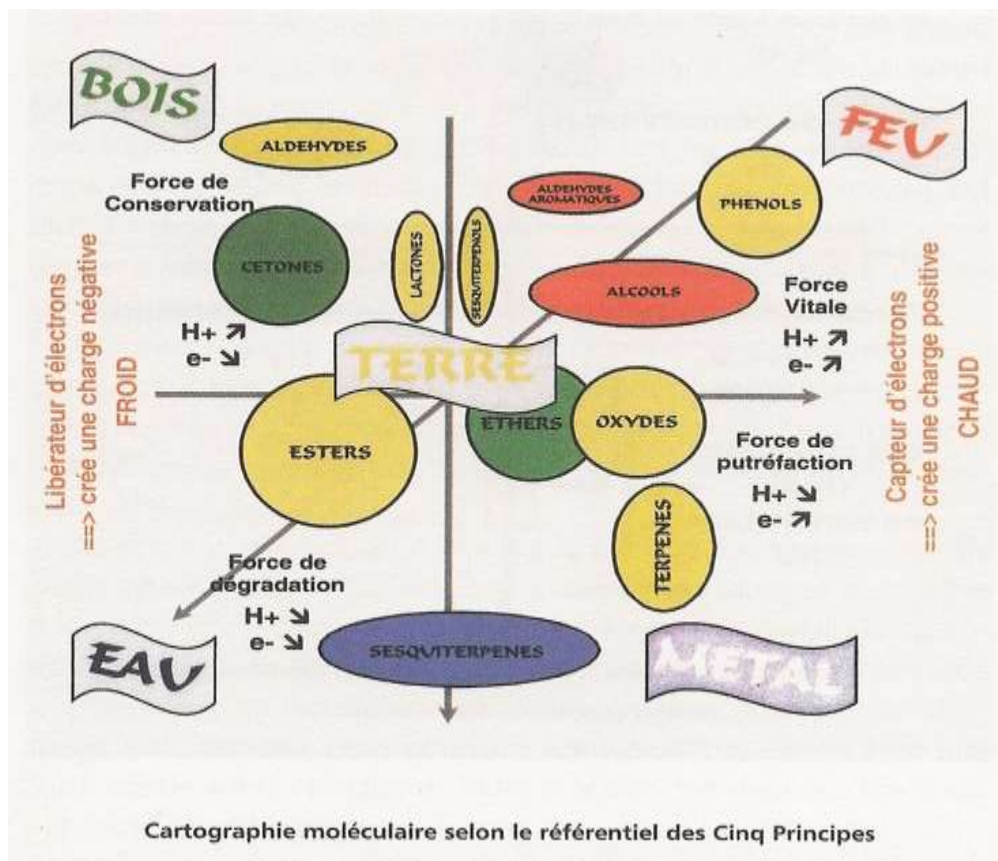 BOIS
FEU
ALDEHYDES
Force de
Conservation
ALDEHYDES
AROMATIQUES
PHENOLS
CETONES
LACTONES
SESQUITERPENOLS
ALCOOLS
Force
Vitale
H+ ↗
e- ↗
H+ ↗
e- ↘
TERRE
Libérateur d'électrons
==> crée une charge négative
FROID
Capteur d'électrons
==> crée une charge positive
CHAUD
ESTERS
ETHERS
OXYDES
Force de
putréfaction
H+ ↘
e- ↗
TERPENES
Force de
dégradation
H+ ↘
e- ↘
EAU
SESQUITERPENES
METAL
Cartographie moléculaire selon le référentiel des Cinq Principes